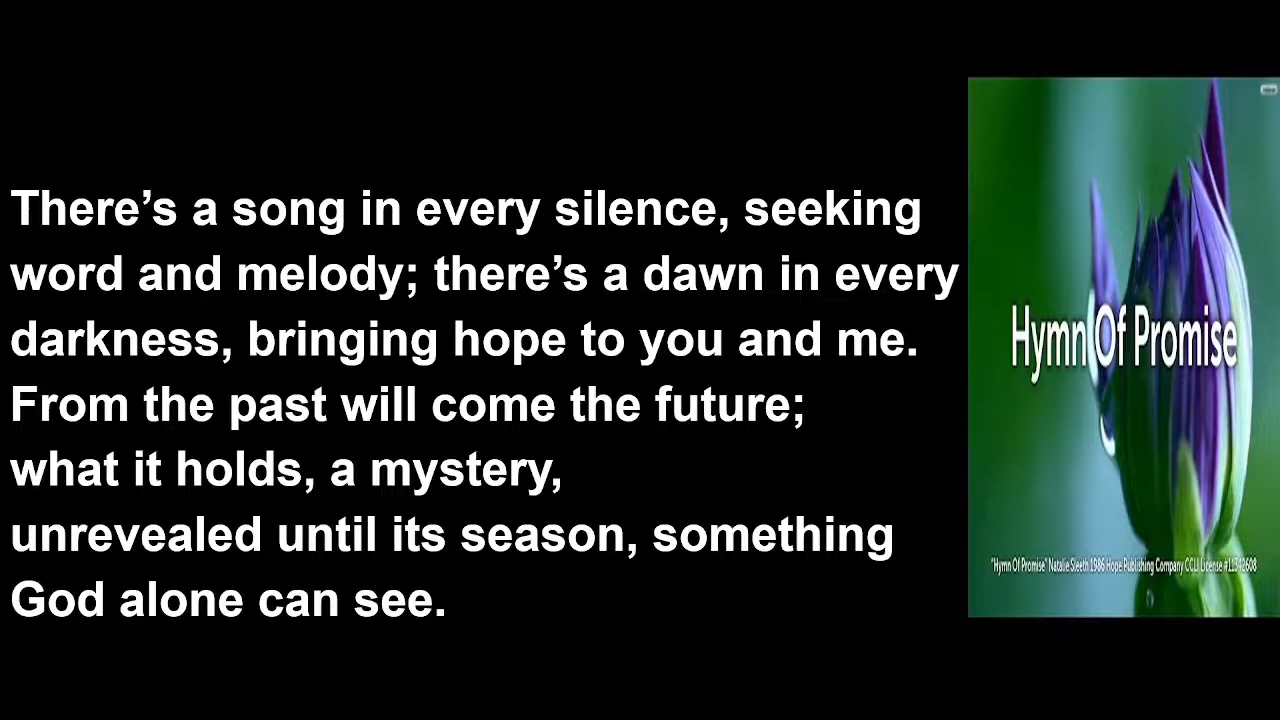 There’s a song in every silence, seeking
word and melody; there’s a dawn in every
darkness, bringing hope to you and me.
From the past will come the future;
what it holds, a mystery,
unrevealed until its season, something
God alone can see.
Hymn Of Promise
"Hymn Of Promise" Natalie Sleeth 1986 Hope Publishing Company CCLI License